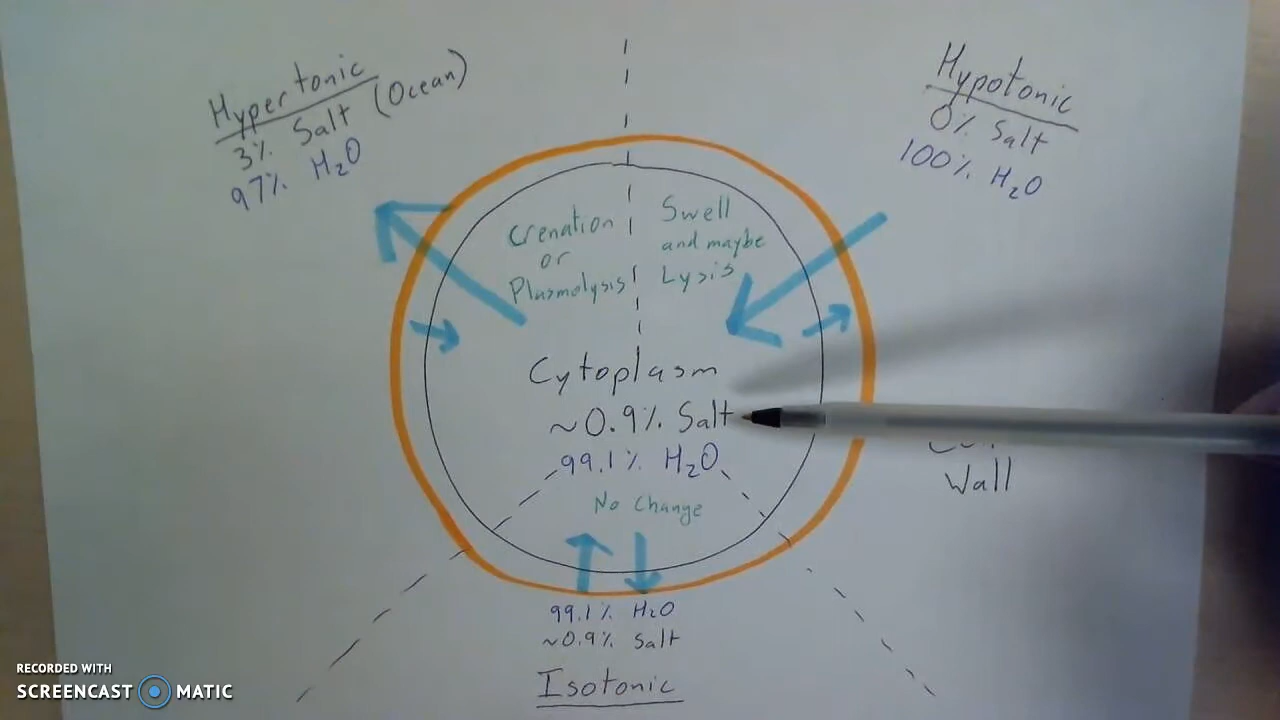 Hypertonic
3% Salt (Ocean)
97% H₂O
Hypotonic
0% Salt
100% H₂O
Crenation
or
Plasmolysis
Swell
and maybe
Lysis
Cytoplasm
~0.9% Salt
99.1% H₂O
No Change
Wall
99.1% H₂O
~0.9% Salt
Isotonic
RECORDED WITH
SCREENCAST MATIC